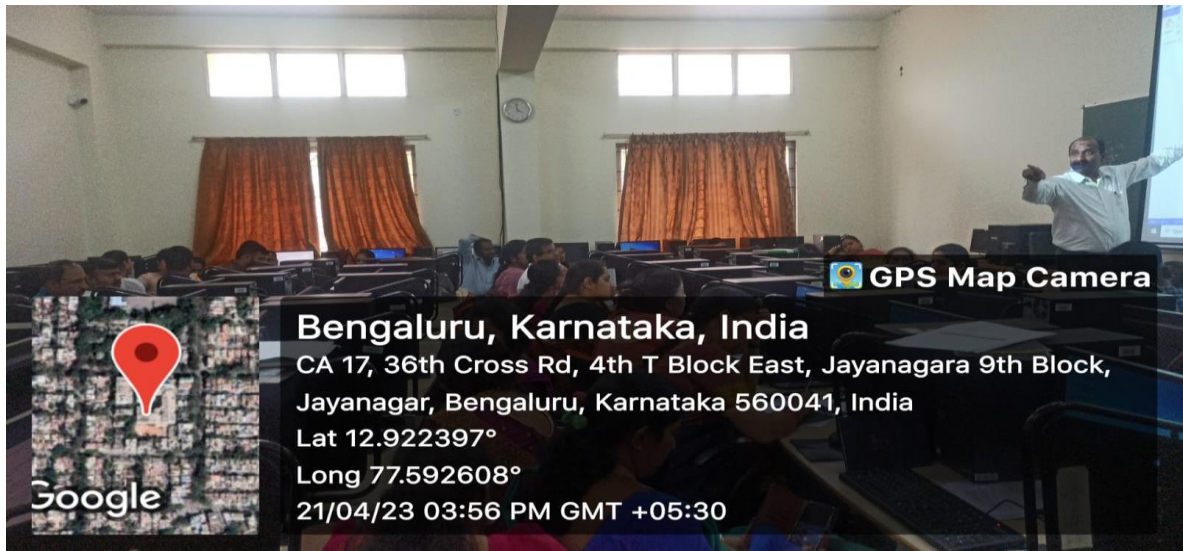 GPS Map Camera
Bengaluru, Karnataka, India
CA 17, 36th Cross Rd, 4th T Block East, Jayanagara 9th Block,
Jayanagar, Bengaluru, Karnataka 560041, India
Lat 12.922397°
Long 77.592608°
21/04/23 03:56 PM GMT +05:30
Google